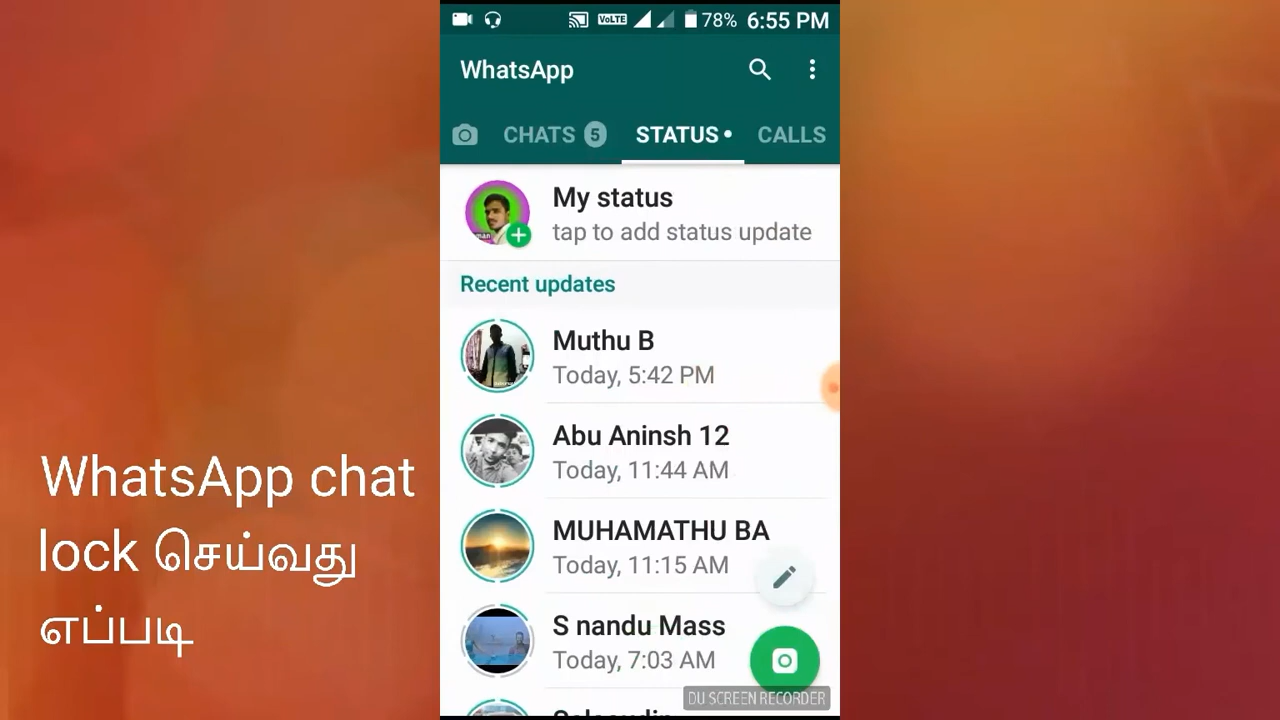 VoLTE 78% 6:55 PM
WhatsApp
CHATS 5 STATUS • CALLS
My status
tap to add status update
Recent updates
Muthu B
Today, 5:42 PM
Abu Aninsh 12
Today, 11:44 AM
MUHAMATHU BA
Today, 11:15 AM
S nandu Mass
Today, 7:03 AM
DU SCREEN RECORDER
WhatsApp chat
lock செய்வது
எப்படி